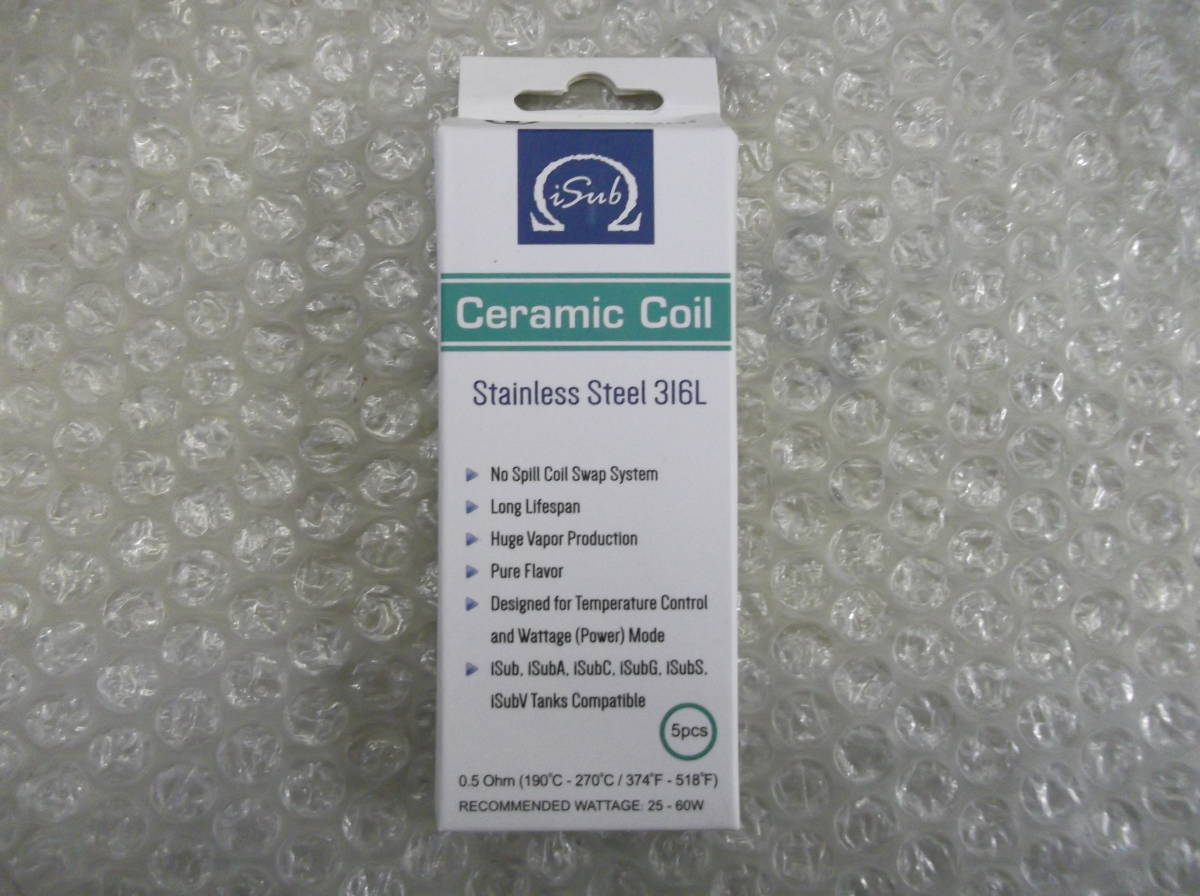 iSub
Ceramic Coil
Stainless Steel 316L
No Spill Coil Swap System
Long Lifespan
Huge Vapor Production
Pure Flavor
Designed for Temperature Control
and Wattage (Power) Mode
iSub, iSubA, iSubC, iSubG, iSubS,
iSubV Tanks Compatible
5pcs
0.5 Ohm (190°C - 270°C / 374°F - 518°F)
RECOMMENDED WATTAGE: 25 - 60W